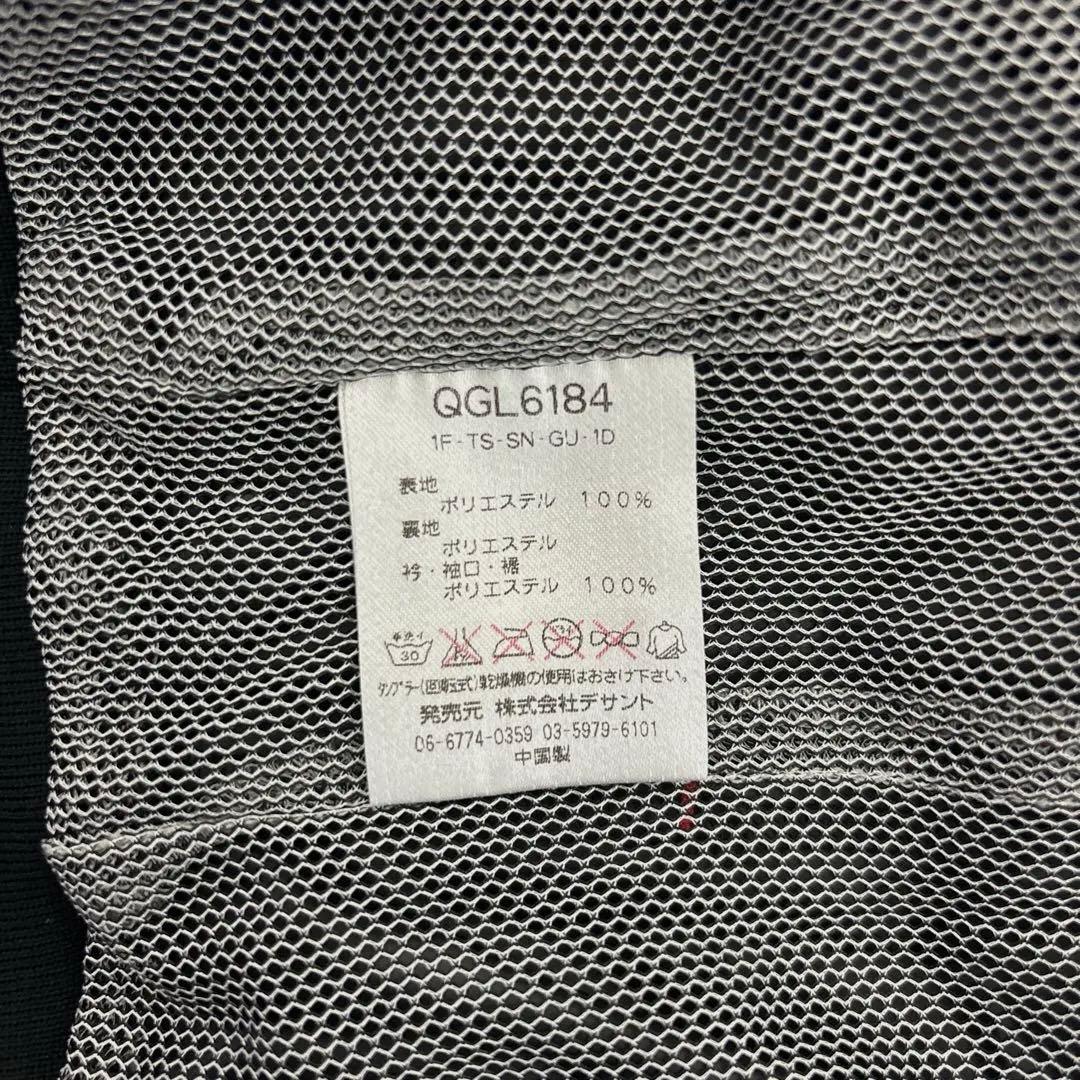 QGL6184
1F-TS-SN-GU-1D
表地
ポリエステル 100%
裏地
ポリエステル
衿・袖口・裾
ポリエステル 100%
手洗イ
30
タンブラー(回転式)乾燥機の使用はおさけ下さい。
発売元 株式会社デサント
06-6774-0359 03-5979-6101
中国製